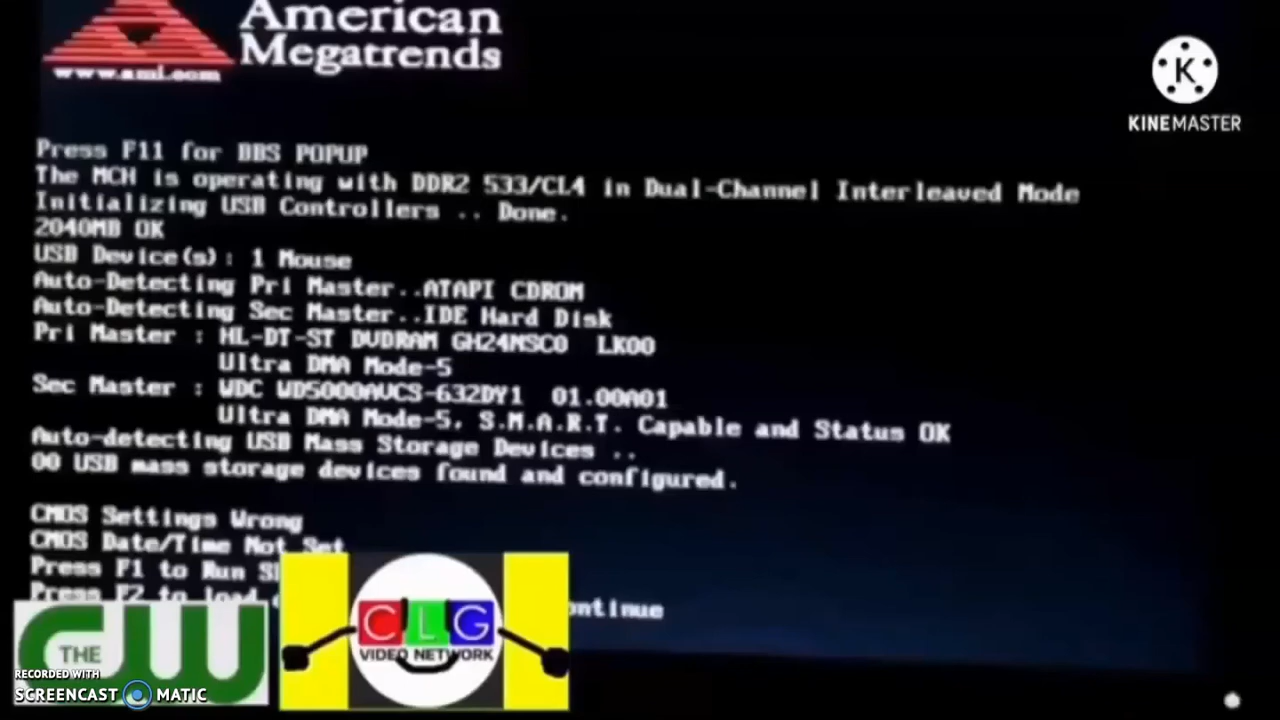 American
Megatrends
www.ami.com
KINEMASTER
Press F11 for BBS POPUP
The MCH is operating with DDR2 533/CL4 in Dual-Channel Interleaved Mode
Initializing USB Controllers .. Done.
2040MB OK
USB Device(s): 1 Mouse
Auto-Detecting Pri Master..ATAPI CDROM
Auto-Detecting Sec Master..IDE Hard Disk
Pri Master : HL-DT-ST DVDRAM GH24NSC0 LK00
Ultra DMA Mode-5
Sec Master : WDC WD5000AVCS-632DY1 01.00A01
Ultra DMA Mode-5, S.M.A.R.T. Capable and Status OK
Auto-detecting USB Mass Storage Devices ..
00 USB mass storage devices found and configured.
CMOS Settings Wrong
CMOS Date/Time Not Set
Press F1 to Run
Press F2 to load
THE CW
CLG
VIDEO NETWORK
RECORDED WITH
SCREENCAST MATIC